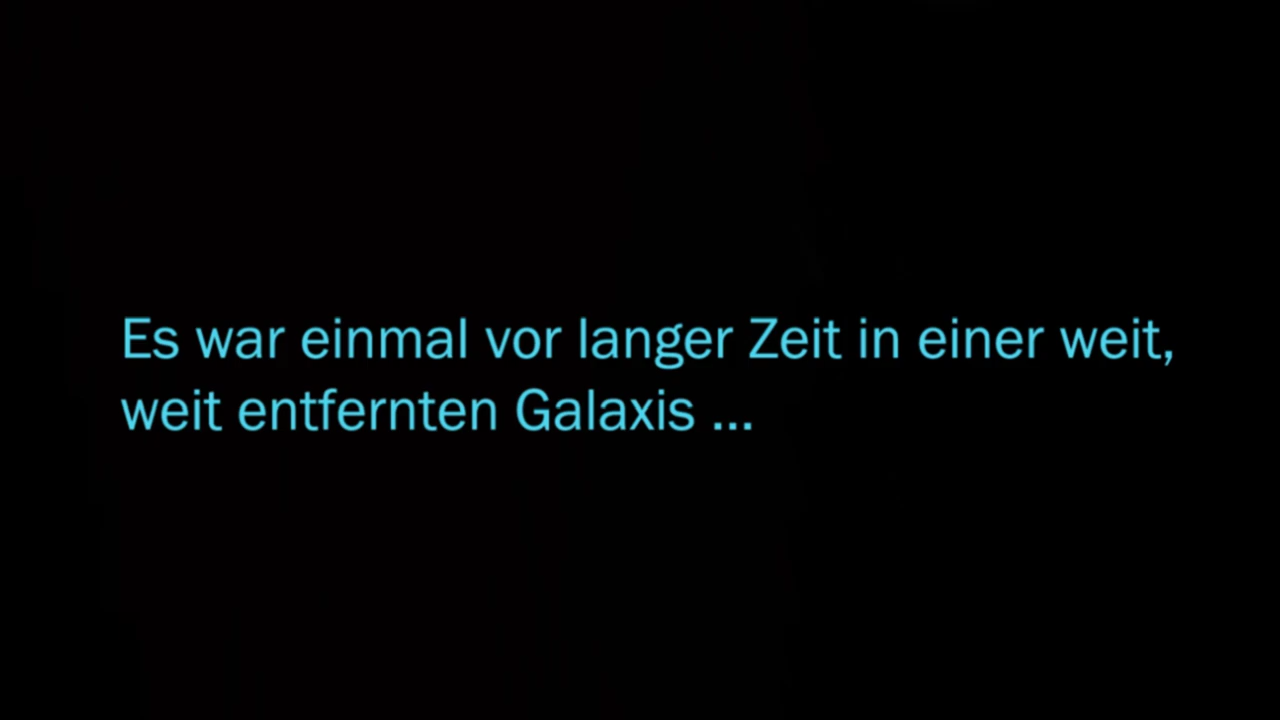 Es war einmal vor langer Zeit in einer weit,
weit entfernten Galaxis ...